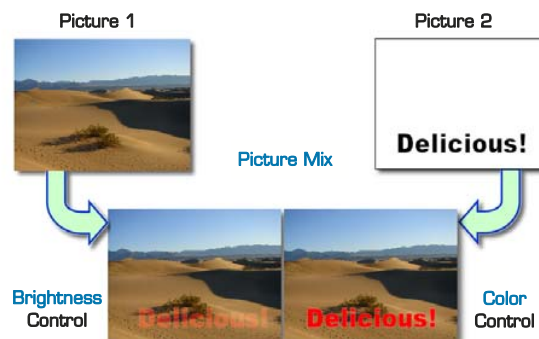 Picture 1
Picture 2
Delicious!
Picture Mix
Brightness
Control
Delicious!
Delicious!
Color
Control